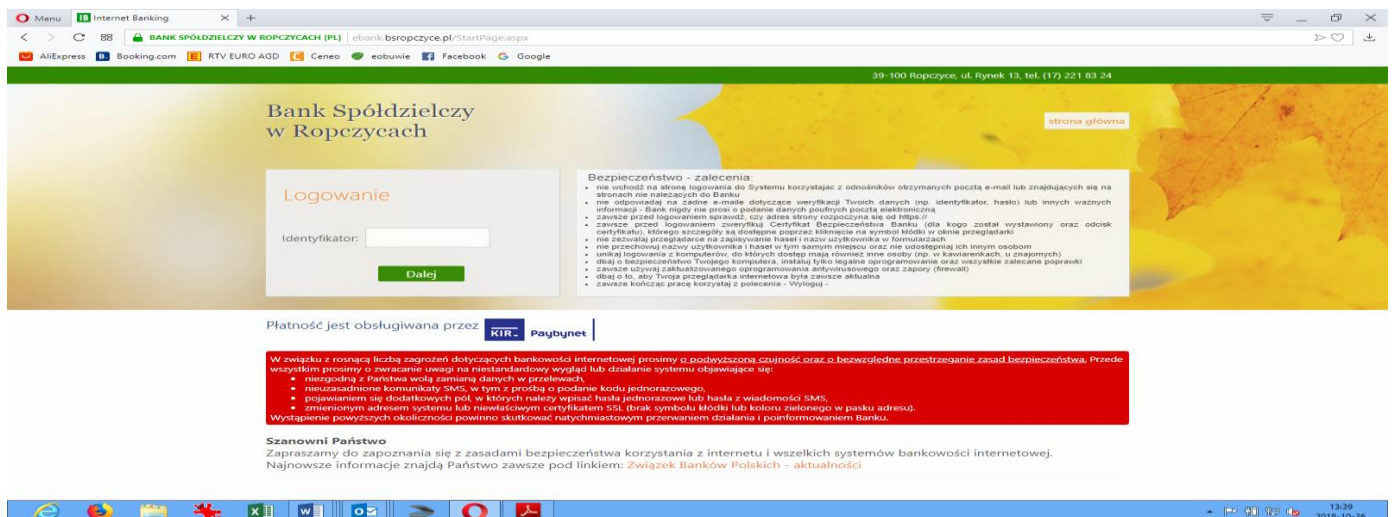 Menu
Internet Banking
88
BANK SPÓŁDZIELCZY W ROPCZYCACH [PL] ebank.bsropczyce.pl/StartPage.aspx
AliExpress B. Booking.com E RTV EURO AGD Ceneo eobuwie Facebook G Google
39-100 Ropczyce, ul. Rynek 13, tel. (17) 221 83 24
Bank Spółdzielczy
w Ropczycach
strona główna
Logowanie
Identyfikator:
Dalej
Bezpieczeństwo - zalecenia:
nie wchodź na stronę logowania do Systemu korzystajac z odnośników otrzymanych pocztą e-mail lub znajdujących się na
stronach nie należących do Banku
nie odpowiadaj na żadne e-maile dotyczące weryfikacji Twoich danych (np. identyfikator, hasło) lub innych ważnych
informacji - Bank nigdy nie prosi o podanie danych poufnych pocztą elektroniczną
zawsze przed logowaniem sprawdź, czy adres strony rozpoczyna się od https://
zawsze przed logowaniem zweryfikuj Certyfikat Bezpieczeństwa Banku (dla kogo został wystawiony oraz odcisk
certyfikatu), którego szczegóły są dostępne poprzez kliknięcie na symbol kłódki w oknie przeglądarki
nie zezwalaj przeglądarce na zapisywanie haseł i nazw użytkownika w formularzach
nie przechowuj nazwy użytkownika i haseł w tym samym miejscu oraz nie udostępniaj ich innym osobom
unikaj logowania z komputerów, do których dostęp mają również inne osoby (np. w kawiarenkach, u znajomych)
dbaj o bezpieczeństwo Twojego komputera, instaluj tylko legalne oprogramowanie oraz wszystkie zalecane poprawki
zawsze używaj zaktualizowanego oprogramowania antywirusowego oraz zapory (firewall)
dbaj o to, aby Twoja przeglądarka internetowa była zawsze aktualna
zawsze kończąc pracę korzystaj z polecenia - Wyloguj -
Płatność jest obsługiwana przez KIR Paybynet
W związku z rosnącą liczbą zagrożeń dotyczących bankowości internetowej prosimy o podwyższoną czujność oraz o bezwzględne przestrzeganie zasad bezpieczeństwa. Przede
wszystkim prosimy o zwracanie uwagi na niestandardowy wygląd lub działanie systemu objawiające się:
niezgodną z Państwa wolą zamianą danych w przelewach,
nieuzasadnione komunikaty SMS, w tym z prośbą o podanie kodu jednorazowego,
pojawianiem się dodatkowych pól, w których należy wpisać hasła jednorazowe lub hasła z wiadomości SMS,
zmienionym adresem systemu lub niewłaściwym certyfikatem SSL (brak symbolu kłódki lub koloru zielonego w pasku adresu).
Wystąpienie powyższych okoliczności powinno skutkować natychmiastowym przerwaniem działania i poinformowaniem Banku.
Szanowni Państwo
Zapraszamy do zapoznania się z zasadami bezpieczeństwa korzystania z internetu i wszelkich systemów bankowości internetowej.
Najnowsze informacje znajdą Państwo zawsze pod linkiem: Związek Banków Polskich - aktualności
13:39
2018-10-26